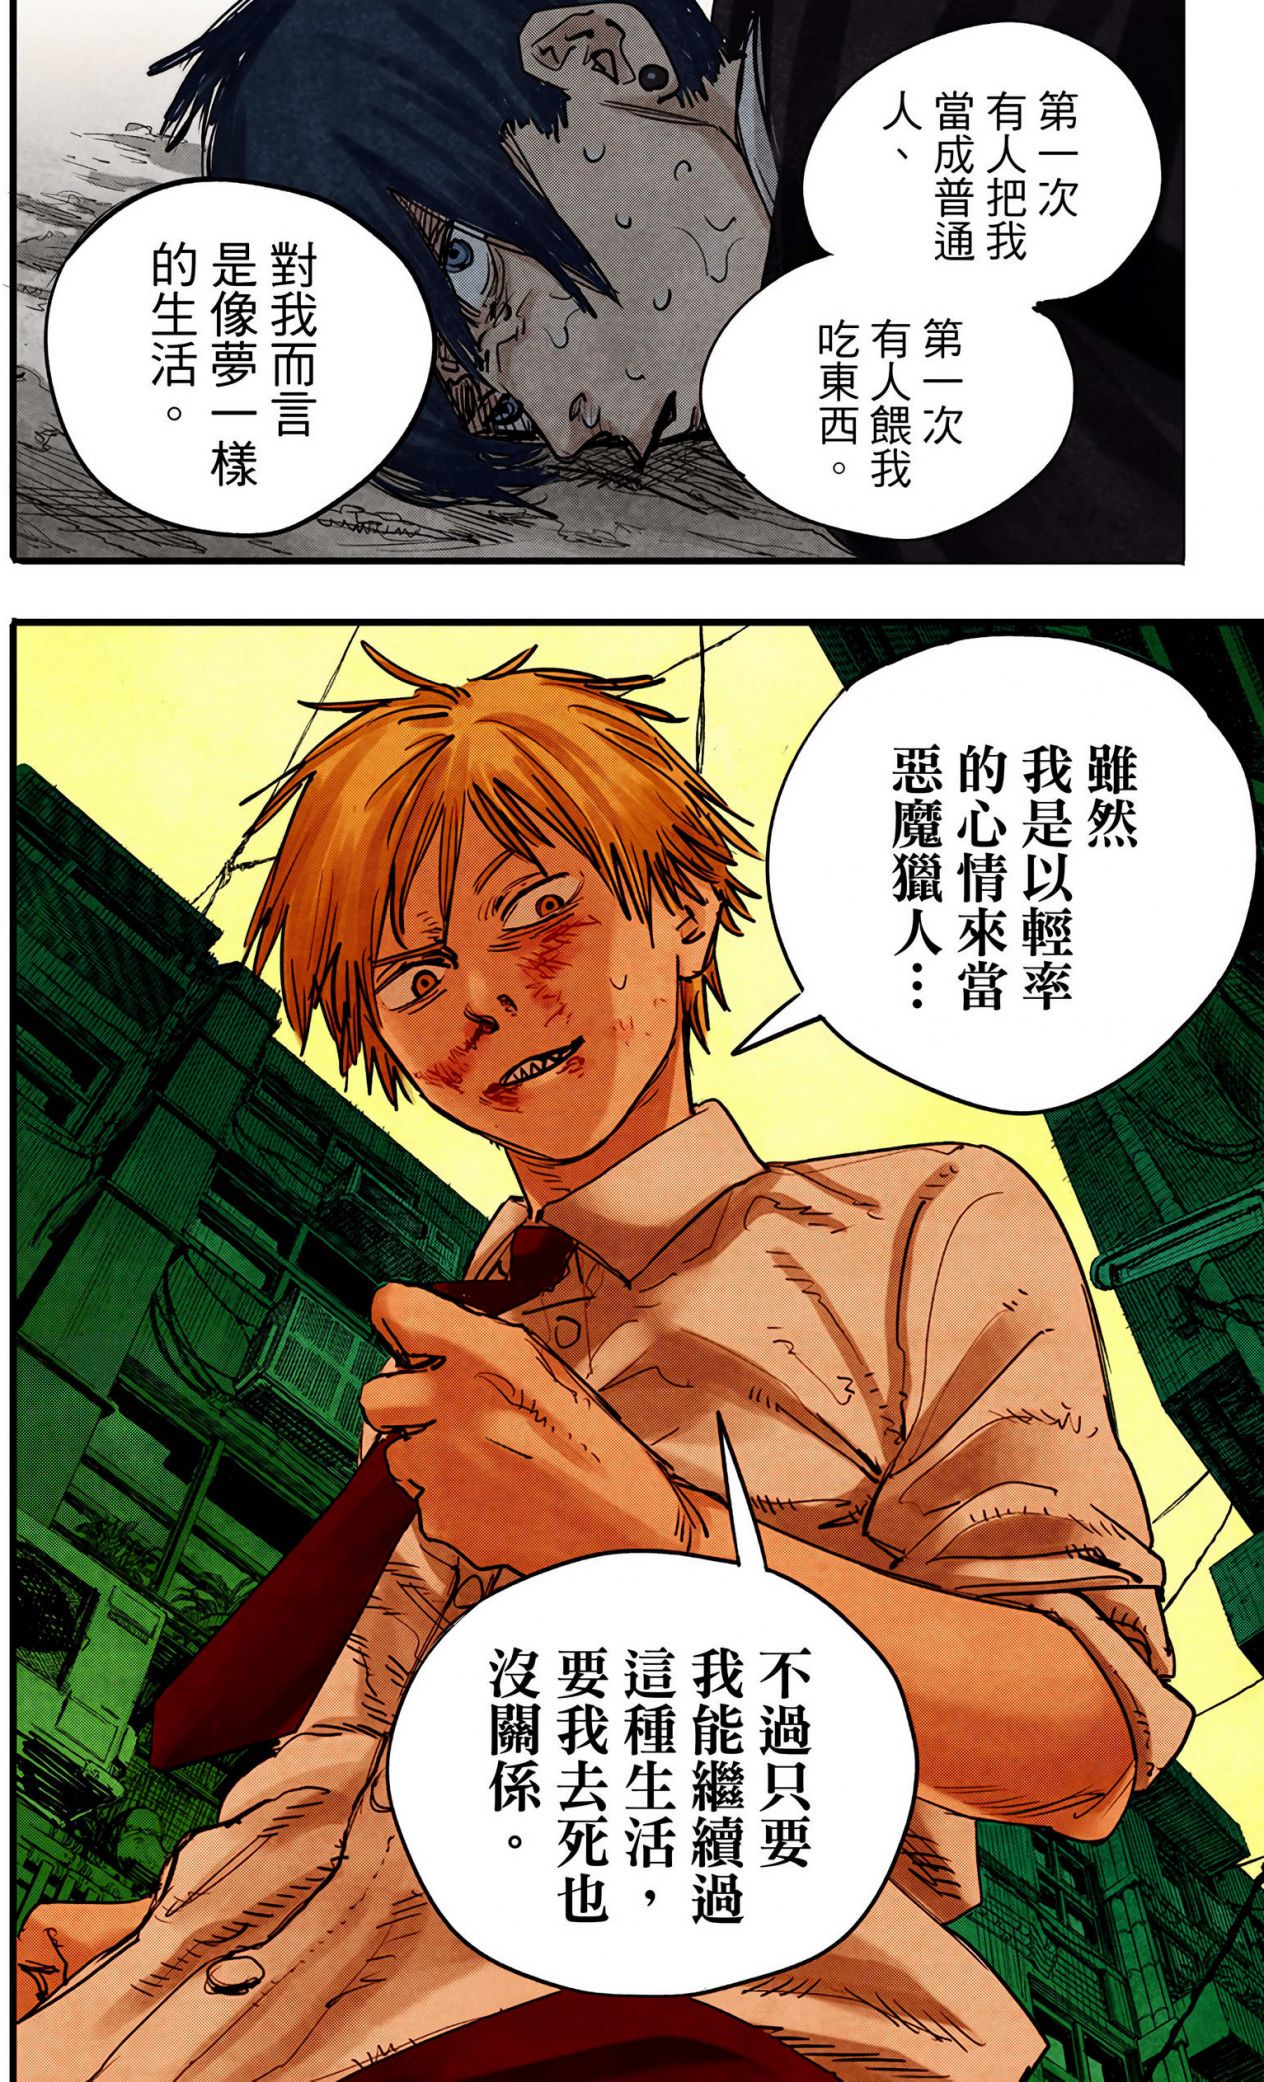 第一次
有人把我
當成普通
人、
第一次
有人餵我
吃東西。
對我而言
是像夢一樣
的生活。
雖然
我是以輕率
的心情來當
惡魔獵人…
不過只要
我能繼續過
這種生活，
要我去死也
沒關係。